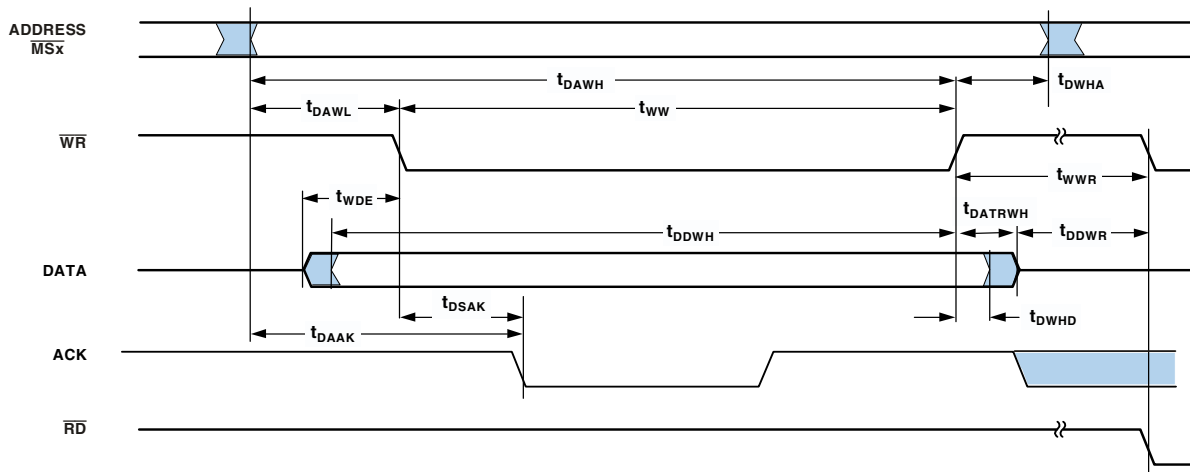 ADDRESS
MSx
tDAWH
tDWHA
tDAWL
tWW
WR
tWWR
tWDE
tDATRWH
tDDWH
tDDWR
DATA
tDSAK
tDWHD
tDAAK
ACK
RD